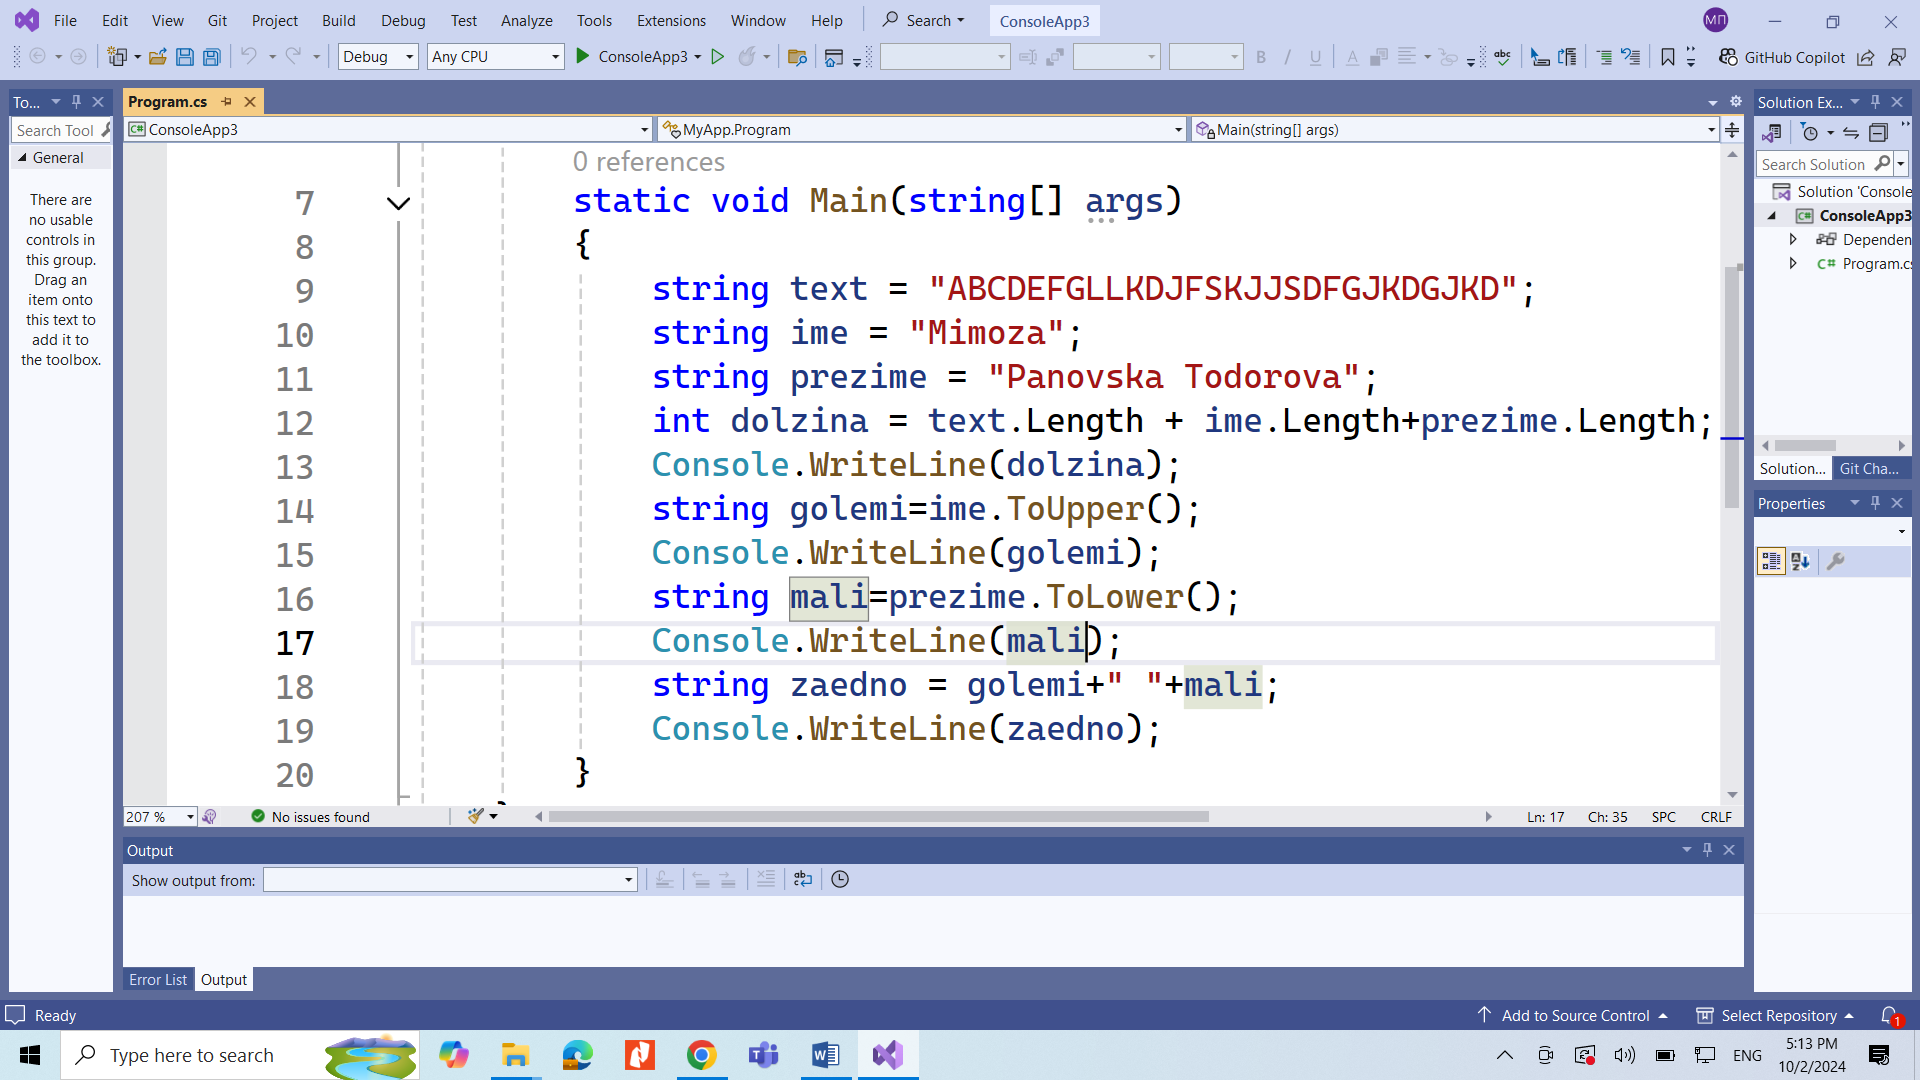 File Edit View Git Project Build Debug Test Analyze Tools Extensions Window Help Search ConsoleApp3 МП
Debug Any CPU ConsoleApp3 GitHub Copilot
To... Program.cs Solution Ex...
Search Tool ConsoleApp3 MyApp.Program Main(string[] args)
General
There are
no usable
controls in
this group.
Drag an
item onto
this text to
add it to
the toolbox.
0 references
7 static void Main(string[] args)
8 {
9 string text = "ABCDEFGLLKDJFSKJJSDFGJKDGJKD";
10 string ime = "Mimoza";
11 string prezime = "Panovska Todorova";
12 int dolzina = text.Length + ime.Length+prezime.Length;
13 Console.WriteLine(dolzina);
14 string golemi=ime.ToUpper();
15 Console.WriteLine(golemi);
16 string mali=prezime.ToLower();
17 Console.WriteLine(mali);
18 string zaedno = golemi+" "+mali;
19 Console.WriteLine(zaedno);
20 }
207 % No issues found Ln: 17 Ch: 35 SPC CRLF
Search Solution
Solution 'Console
ConsoleApp3
Dependen
Program.cs
Solution... Git Cha...
Properties
Output
Show output from:
Error List Output
Ready Add to Source Control Select Repository 1
Type here to search ENG 5:13 PM
10/2/2024